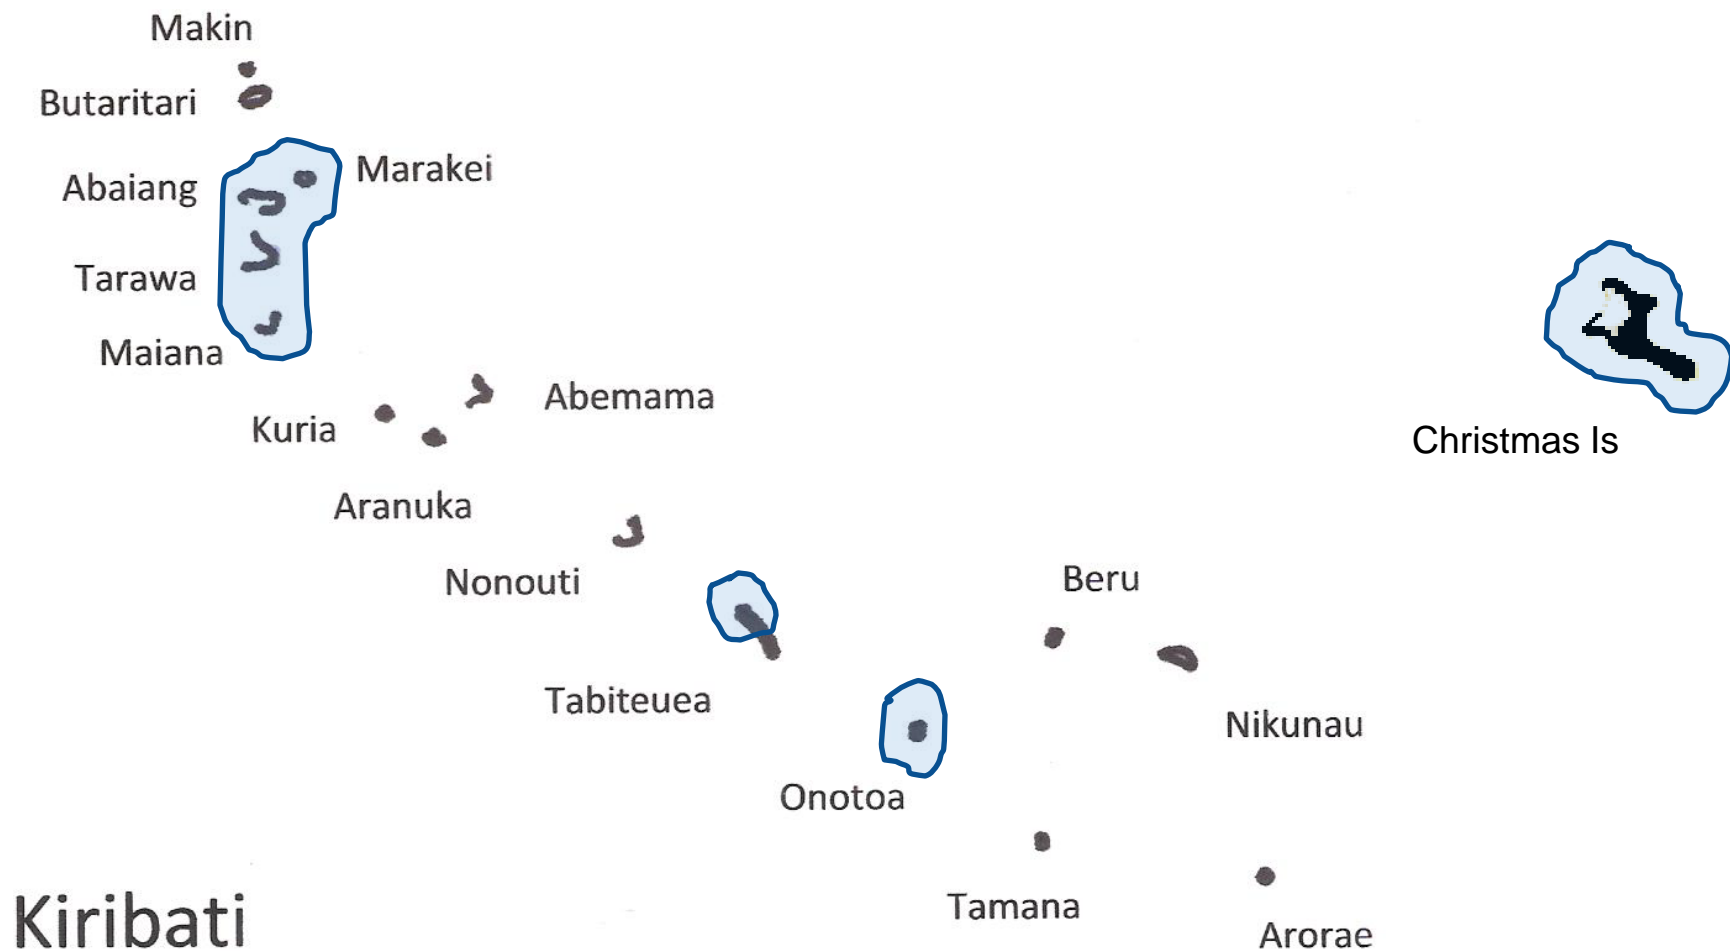 Makin
Butaritari
Marakei
Abaiang
Tarawa
Maiana
Abemama
Kuria
Christmas Is
Aranuka
Nonouti
Beru
Tabiteuea
Nikunau
Onotoa
Tamana
Kiribati
Arorae